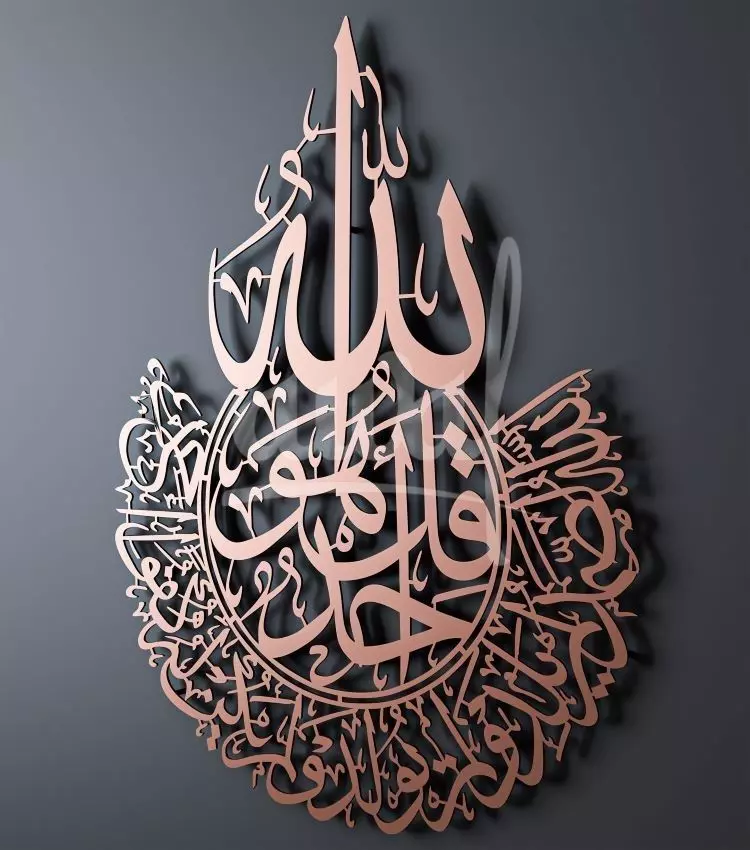 قُلْ هُوَ اللَّهُ أَحَدٌ
اللَّهُ الصَّمَدُ لَمْ يَلِدْ وَلَمْ يُولَدْ وَلَمْ يَكُنْ لَهُ كُفُوًا أَحَدٌ